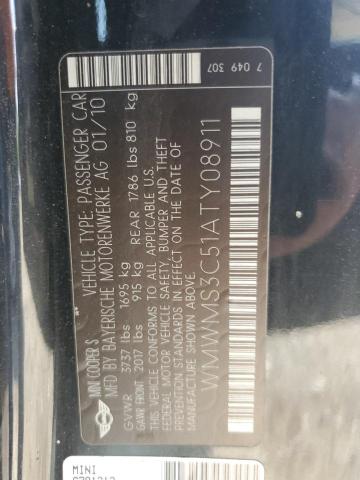 MINI COOPER S
VEHICLE TYPE: PASSENGER CAR
MFD BY BAYERISCHE MOTORENWERKE AG 01/10
GVWR 3737 lbs 1695 kg
GAWR FRONT 2017 lbs 915 kg REAR 1786 lbs 810 kg
THIS VEHICLE CONFORMS TO ALL APPLICABLE U.S.
FEDERAL MOTOR VEHICLE SAFETY, BUMPER AND THEFT
PREVENTION STANDARDS IN EFFECT ON THE DATE OF
MANUFACTURE SHOWN ABOVE.
WMWMS3C51ATY08911
7 049 307
MINI